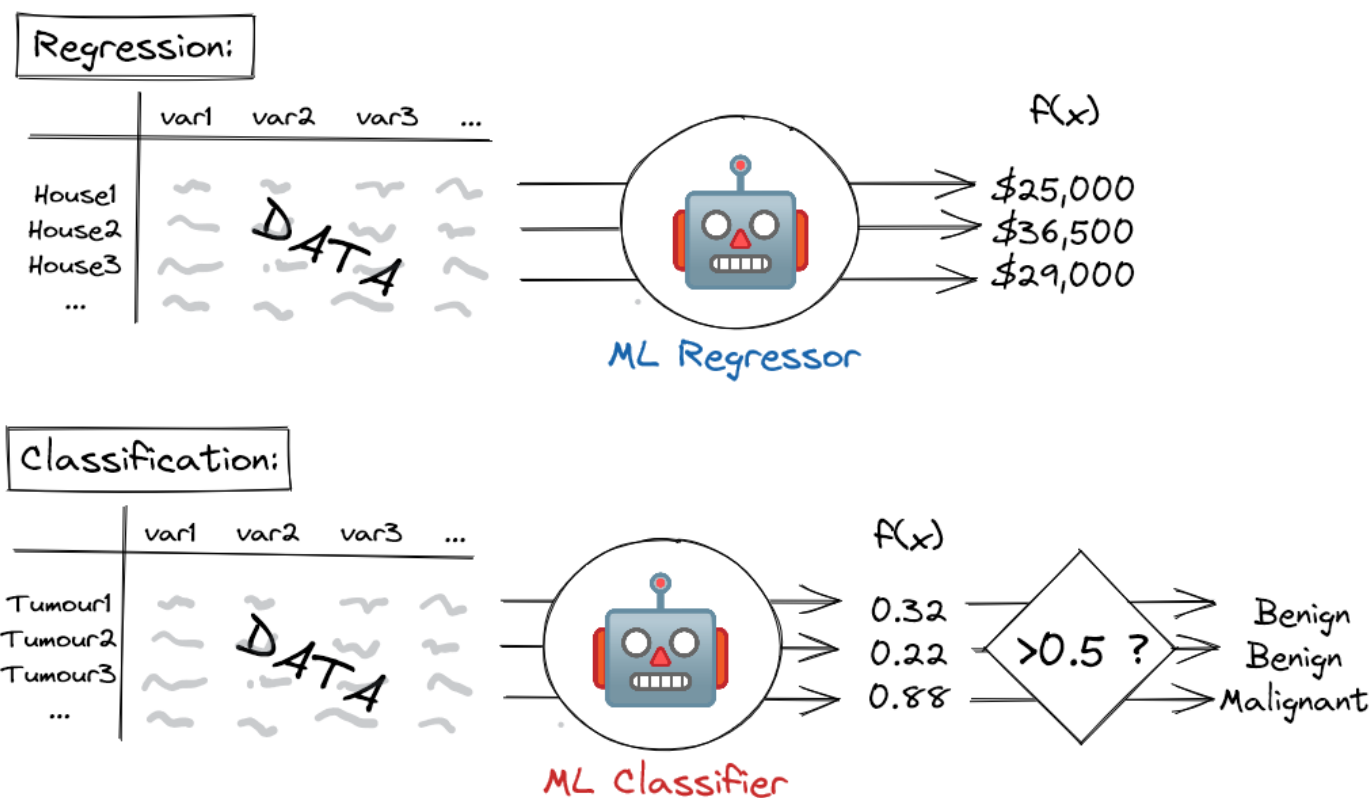 Regression:
var1 var2 var3 ...
f(x)
House1
House2
House3
...
DATA
$25,000
$36,500
$29,000
ML Regressor
Classification:
var1 var2 var3 ...
f(x)
Tumour1
Tumour2
Tumour3
...
DATA
0.32
0.22
0.88
>0.5 ?
Benign
Benign
Malignant
ML Classifier